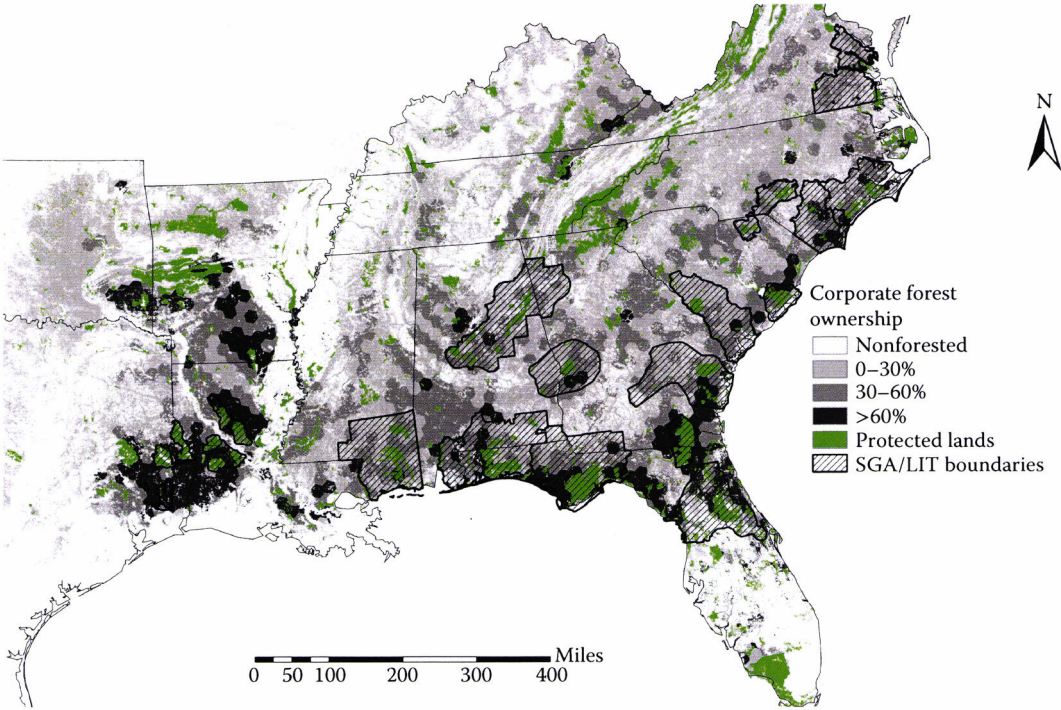 N
Corporate forest
ownership
Nonforested
0–30%
30–60%
>60%
Protected lands
SGA/LIT boundaries
Miles
0 50 100 200 300 400